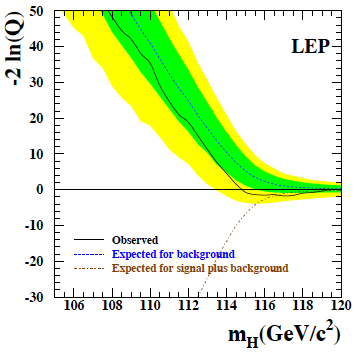 50
40
30
20
10
0
-10
-20
-30
-2 ln(Q)
LEP
Observed
Expected for background
Expected for signal plus background
106 108 110 112 114 116 118 120
m_H(GeV/c²)